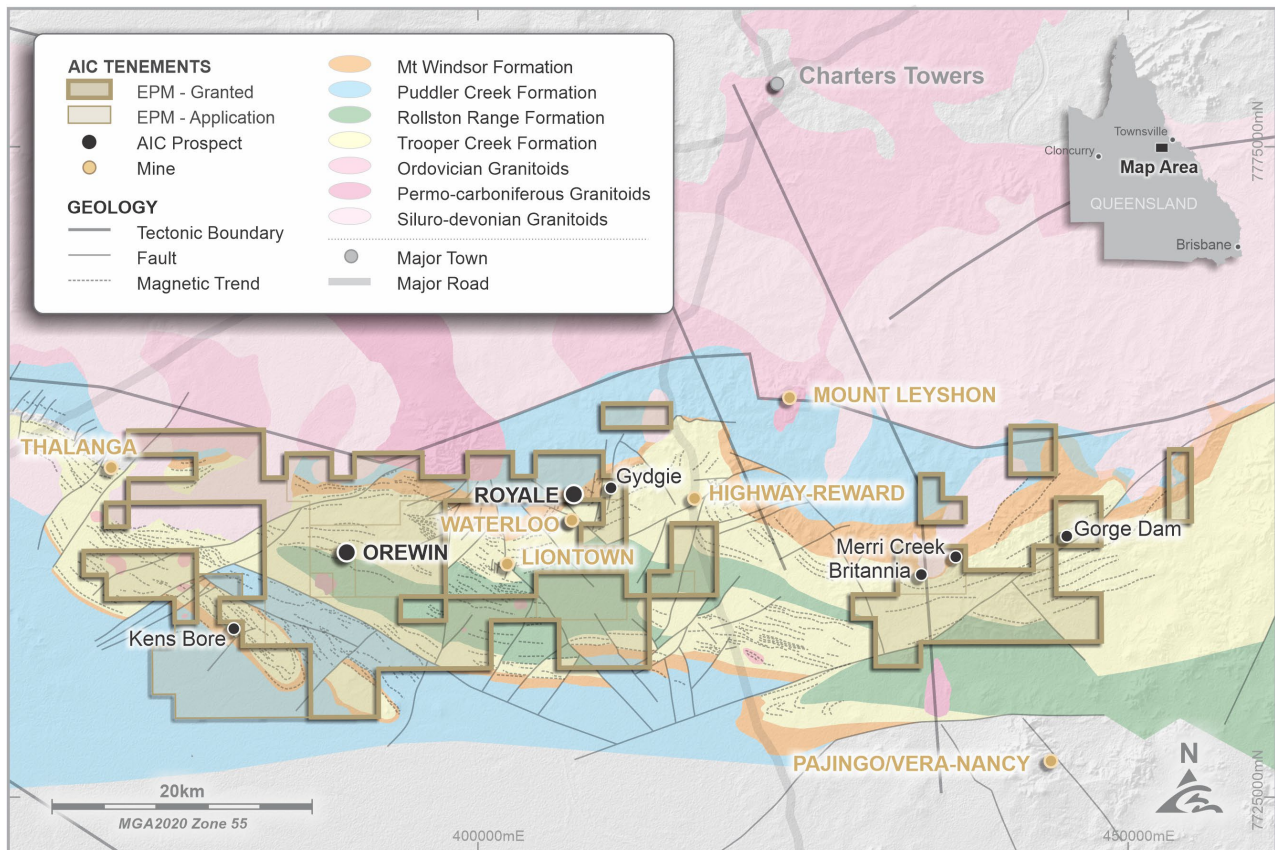 AIC TENEMENTS
EPM - Granted
EPM - Application
AIC Prospect
Mine
GEOLOGY
Tectonic Boundary
Fault
Magnetic Trend
Mt Windsor Formation
Puddler Creek Formation
Rollston Range Formation
Trooper Creek Formation
Ordovician Granitoids
Permo-carboniferous Granitoids
Siluro-devonian Granitoids
Major Town
Major Road
Charters Towers
Townsville
Cloncurry
Map Area
QUEENSLAND
Brisbane
7775000mN
MOUNT LEYSHON
THALANGA
Gydgie
ROYALE
HIGHWAY-REWARD
WATERLOO
Gorge Dam
OREWIN
LIONTOWN
Merri Creek
Britannia
Kens Bore
PAJINGO/VERA-NANCY
N
20km
MGA2020 Zone 55
400000mE
450000mE
7725000mN